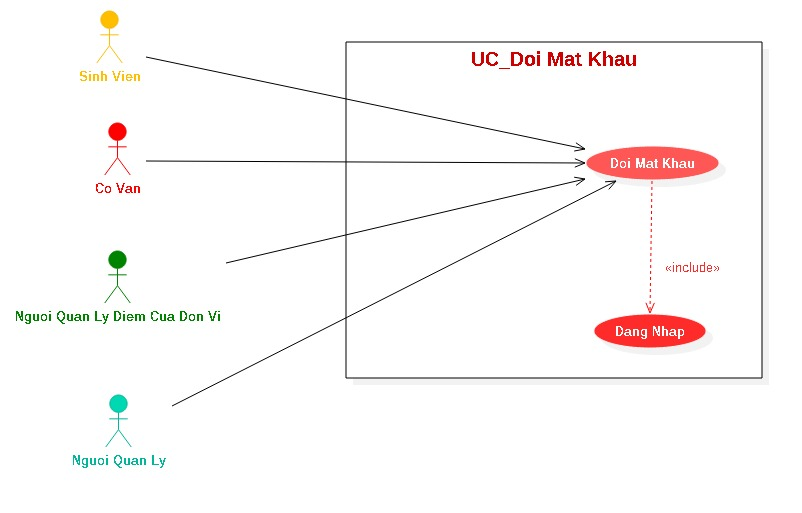 UC_Doi Mat Khau
Sinh Vien
Doi Mat Khau
Co Van
«include»
Nguoi Quan Ly Diem Cua Don Vi
Dang Nhap
Nguoi Quan Ly